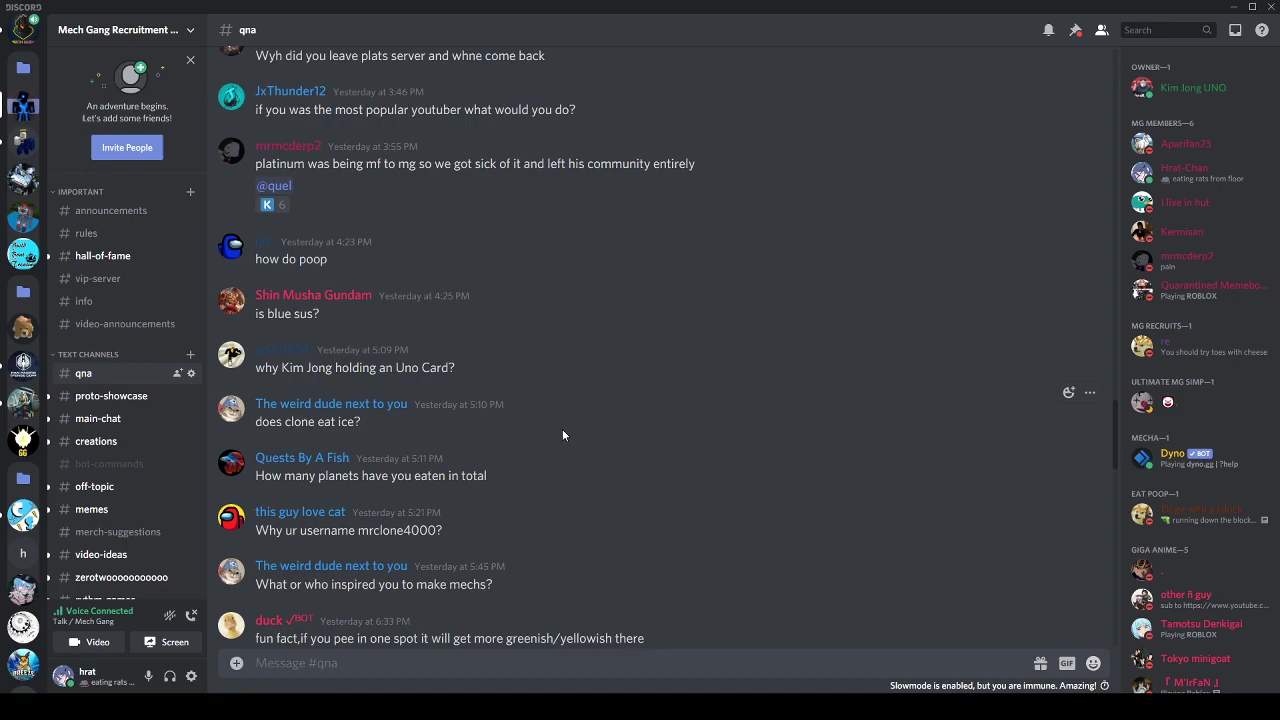 DISCORD
Mech Gang Recruitment ...
# qna
Search
An adventure begins.
Let's add some friends!
Invite People
IMPORTANT
announcements
rules
hall-of-fame
vip-server
info
video-announcements
TEXT CHANNELS
qna
proto-showcase
main-chat
creations
bot-commands
off-topic
memes
merch-suggestions
video-ideas
zerotwooooooooooo
Voice Connected
Talk / Mech Gang
Video
Screen
hrat
eating rats ...
GG
h
BREEZE
Wyh did you leave plats server and whne come back
JxThunder12 Yesterday at 3:46 PM
if you was the most popular youtuber what would you do?
mrmcderp2 Yesterday at 3:55 PM
platinum was being mf to mg so we got sick of it and left his community entirely
@quel
K 6
Yesterday at 4:23 PM
how do poop
Shin Musha Gundam Yesterday at 4:25 PM
is blue sus?
Yesterday at 5:09 PM
why Kim Jong holding an Uno Card?
The weird dude next to you Yesterday at 5:10 PM
does clone eat ice?
Quests By A Fish Yesterday at 5:11 PM
How many planets have you eaten in total
this guy love cat Yesterday at 5:21 PM
Why ur username mrclone4000?
The weird dude next to you Yesterday at 5:45 PM
What or who inspired you to make mechs?
duck ✓BOT Yesterday at 6:33 PM
fun fact,if you pee in one spot it will get more greenish/yellowish there
Message #qna
GIF
Slowmode is enabled, but you are immune. Amazing!
OWNER—1
Kim Jong UNO
MG MEMBERS—6
Aparifan23
Hrat-Chan
eating rats from floor
I live in hut
Kermisan
mrmcderp2
pain
Quarantined Memebo...
Playing ROBLOX
MG RECRUITS—1
re
You should try toes with cheese
ULTIMATE MG SIMP—1
MECHA—1
Dyno ✓ BOT
Playing dyno.gg | ?help
EAT POOP—1
Doge with a Glock
running down the block...
GIGA ANIME—5
.
other ñ guy
sub to https://www.youtube.c...
Tamotsu Denkigai
Playing ROBLOX
Tokyo minigoat
『 M'IrFaN 』